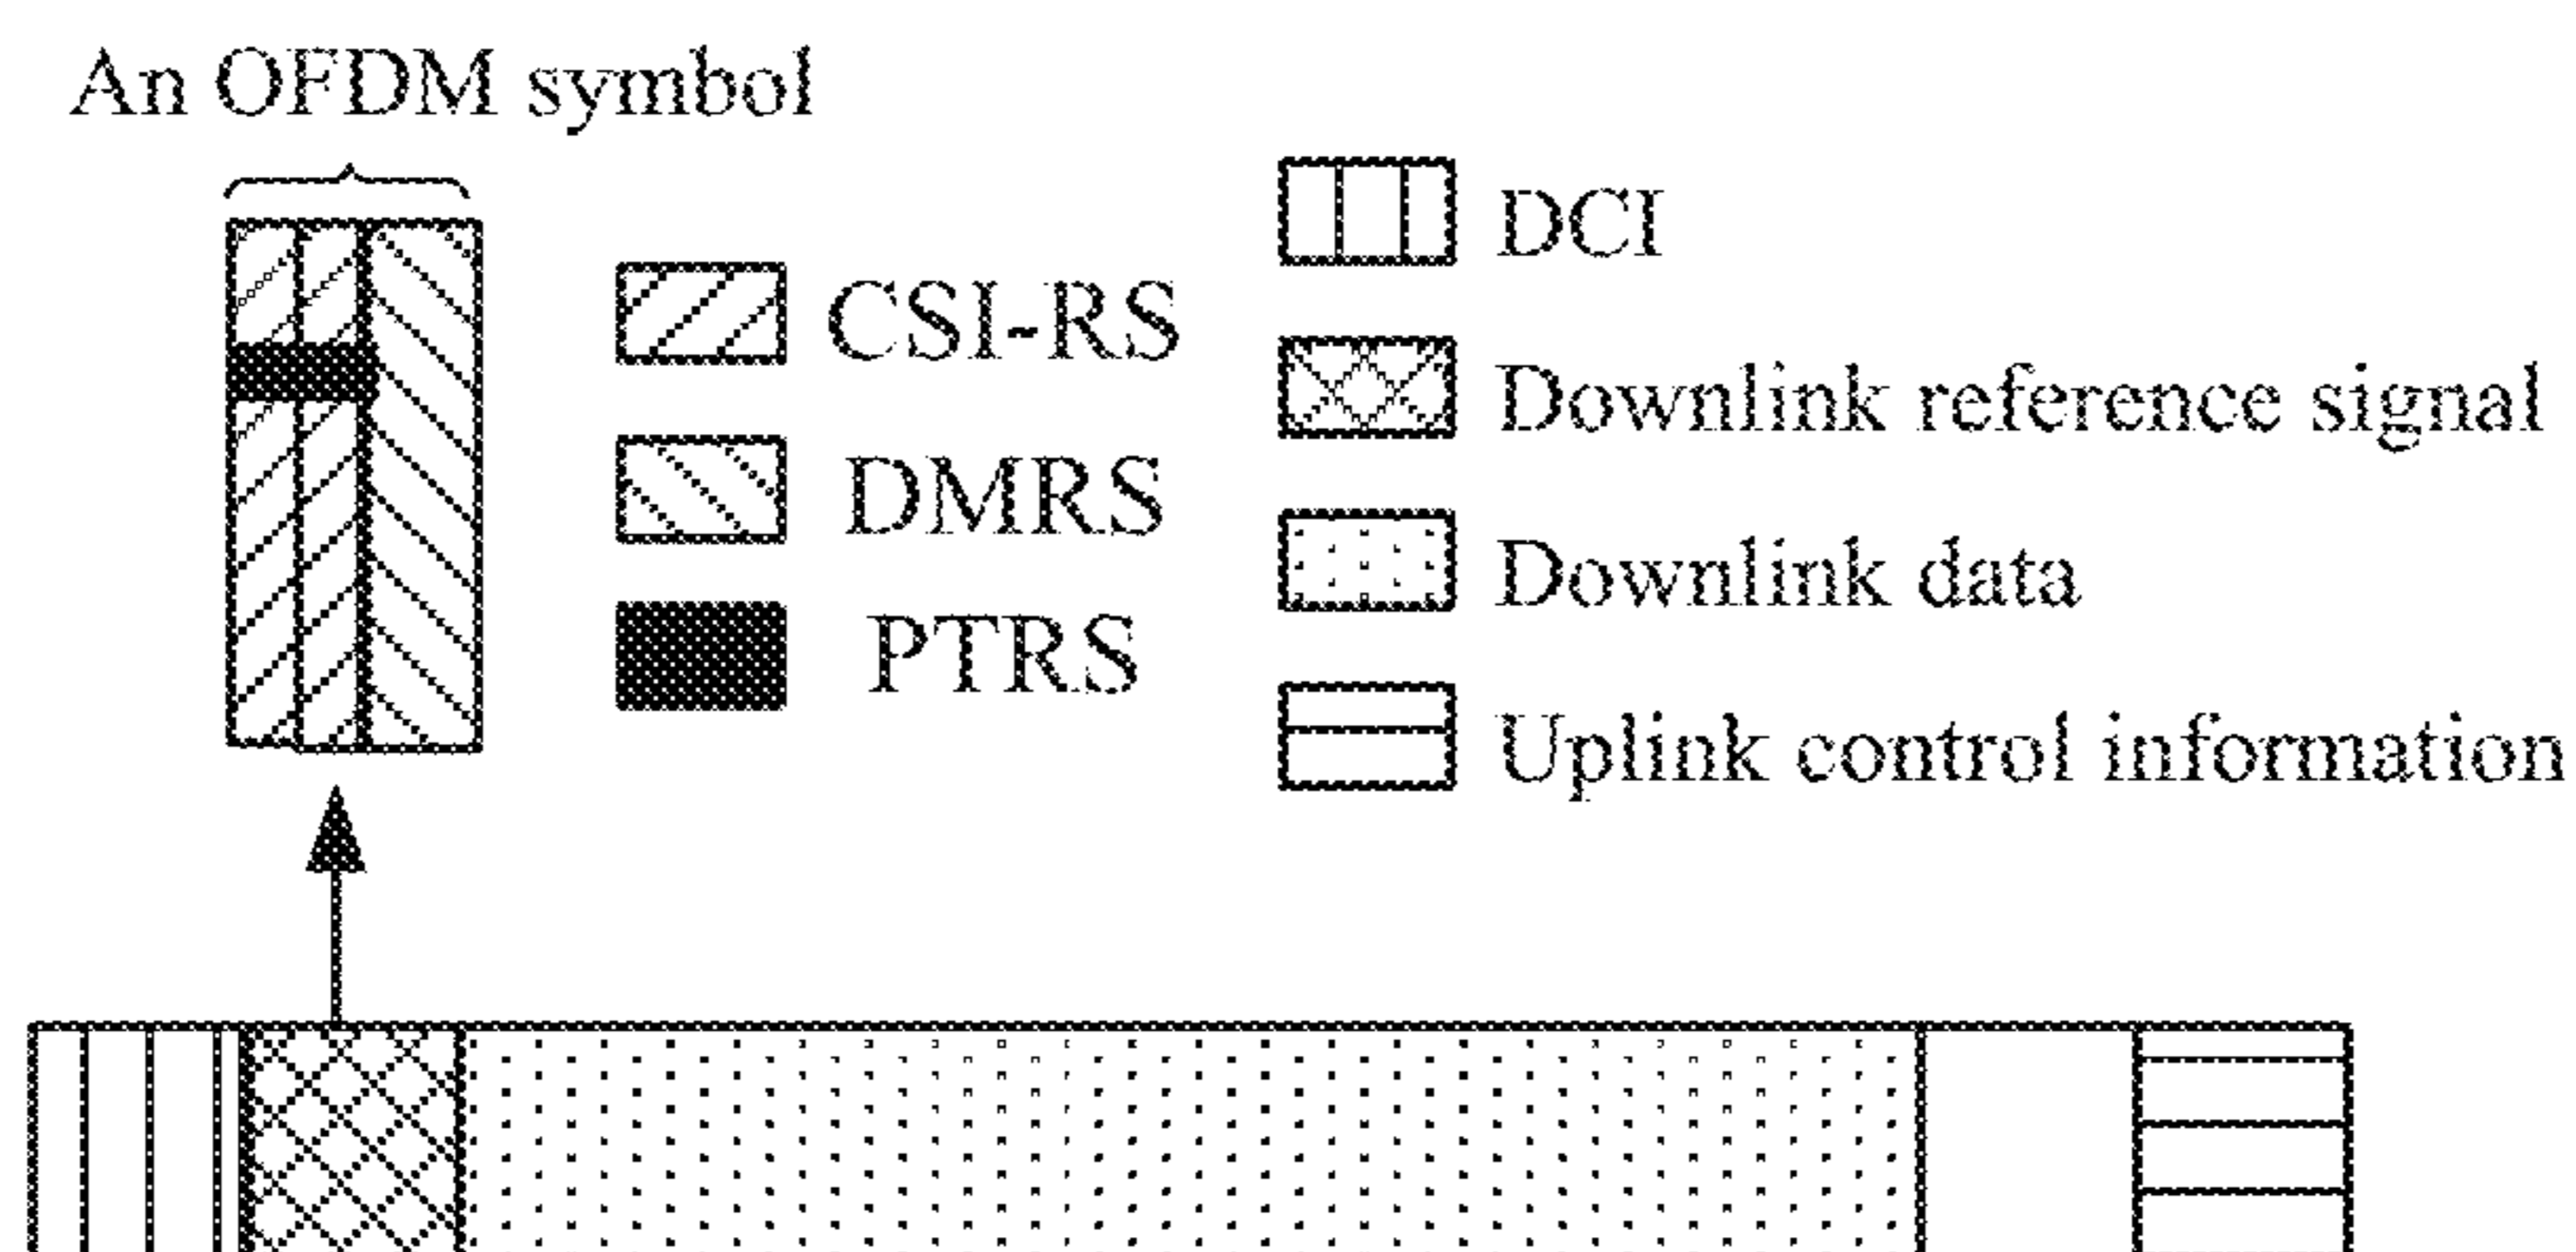 An OFDM symbol
CSI-RS
DMRS
PTRS
DCI
Downlink reference signal
Downlink data
Uplink control information